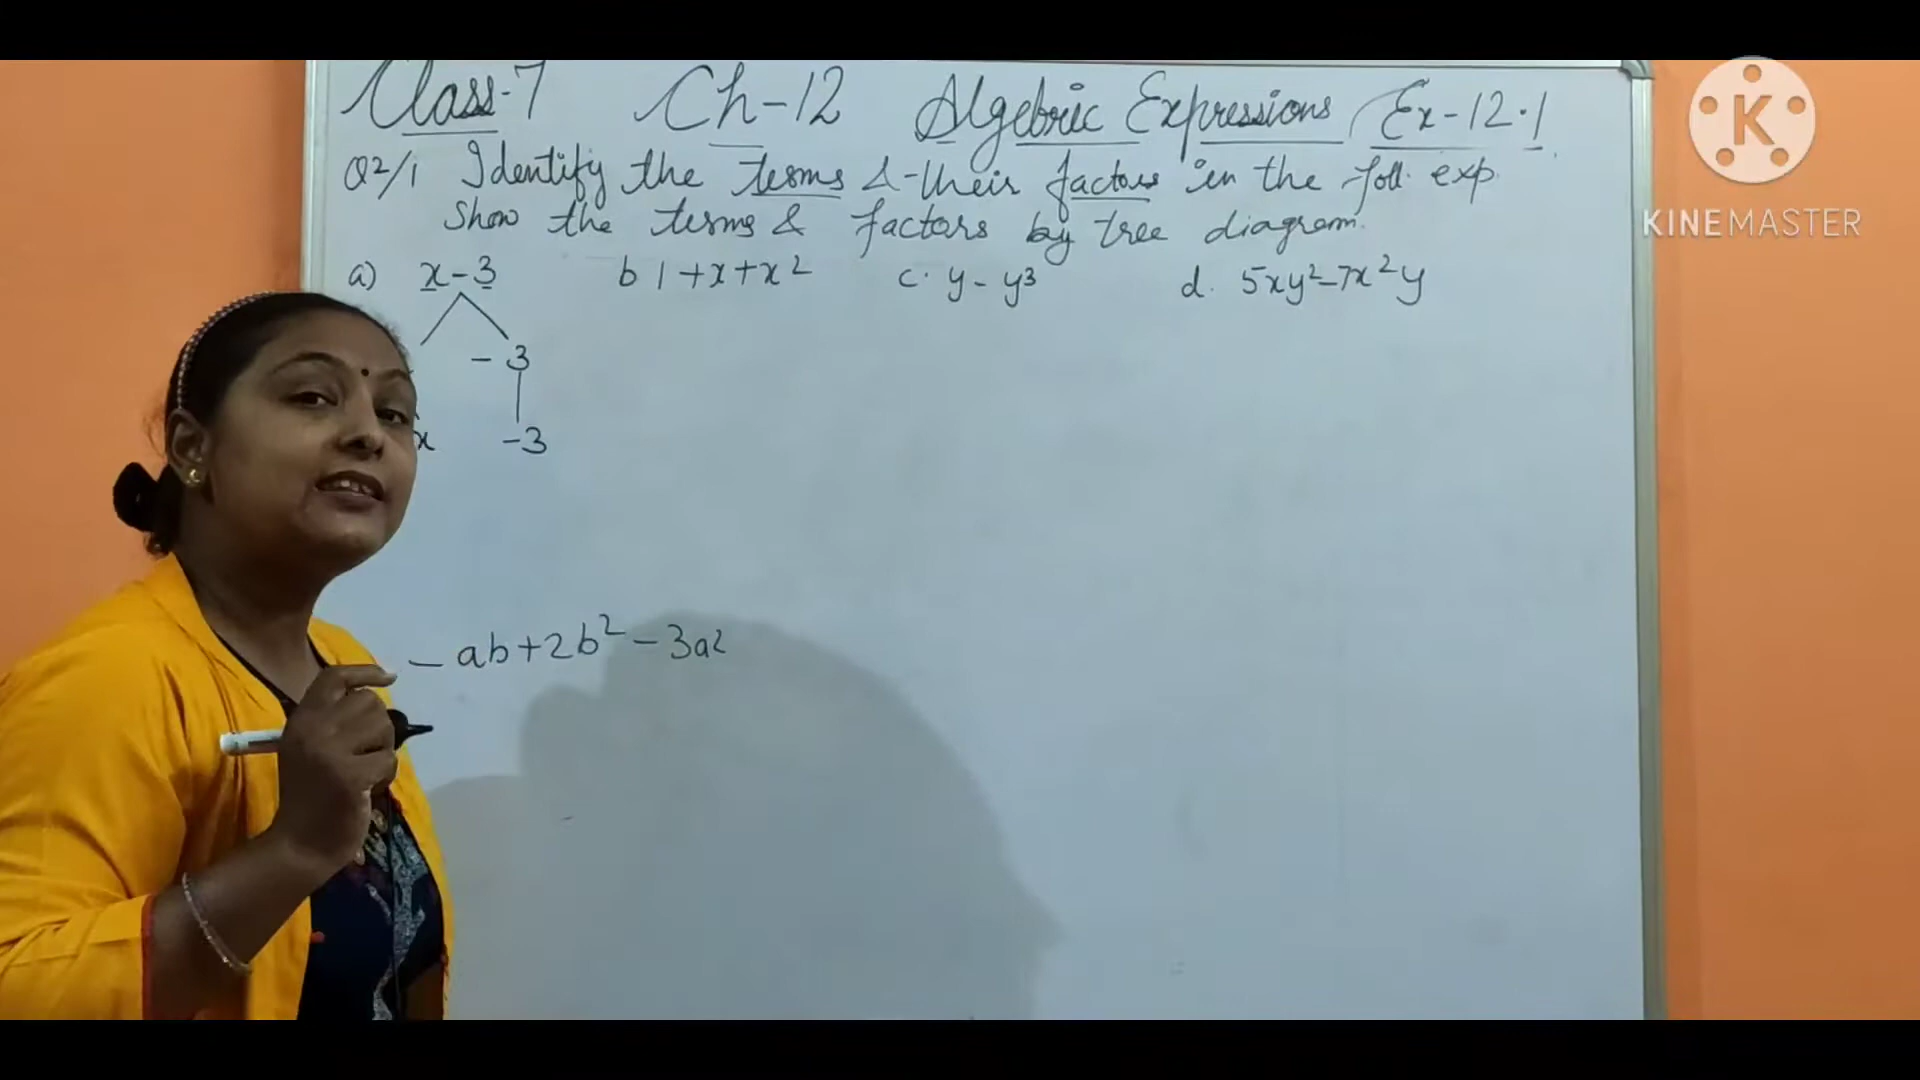 Class-7 Ch-12 Algebric Expressions Ex-12.1
Q2/1 Identify the terms & their factors in the foll. exp.
Show the terms & factors by tree diagram.
a) x-3 b 1+x+x² c. y-y³ d. 5xy²-7x²y
-3
x -3
-ab+2b²-3a²
K
KINEMASTER